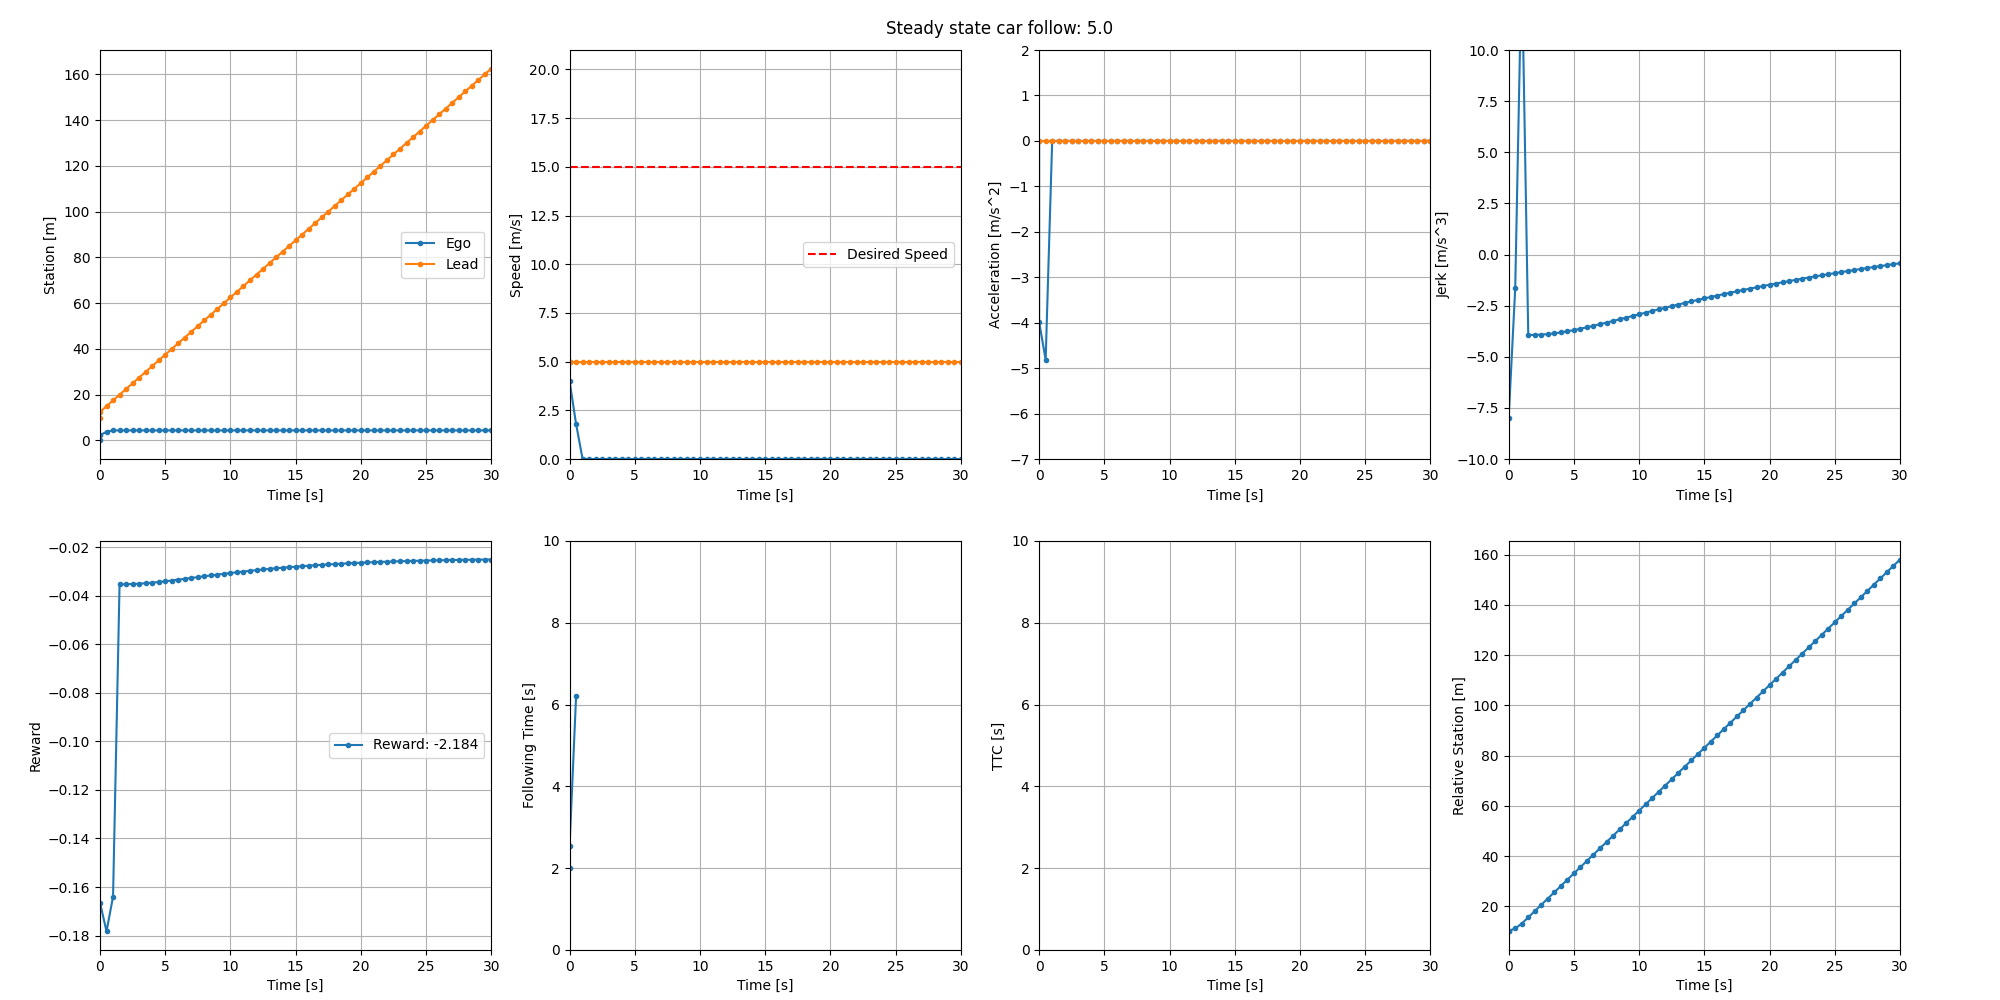 Steady state car follow: 5.0
160
140
120
100
80
60
40
20
0
Station [m]
Ego
Lead
0 5 10 15 20 25 30
Time [s]
20.0
17.5
15.0
12.5
10.0
7.5
5.0
2.5
0.0
Speed [m/s]
Desired Speed
0 5 10 15 20 25 30
Time [s]
2
1
0
−1
−2
−3
−4
−5
−6
−7
Acceleration [m/s^2]
0 5 10 15 20 25 30
Time [s]
10.0
7.5
5.0
2.5
0.0
−2.5
−5.0
−7.5
−10.0
Jerk [m/s^3]
0 5 10 15 20 25 30
Time [s]
−0.02
−0.04
−0.06
−0.08
−0.10
−0.12
−0.14
−0.16
−0.18
Reward
Reward: -2.184
0 5 10 15 20 25 30
Time [s]
10
8
6
4
2
0
Following Time [s]
0 5 10 15 20 25 30
Time [s]
10
8
6
4
2
0
TTC [s]
0 5 10 15 20 25 30
Time [s]
160
140
120
100
80
60
40
20
Relative Station [m]
0 5 10 15 20 25 30
Time [s]